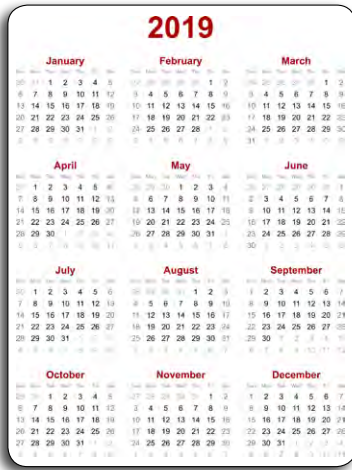 2019
January
1 2 3 4 5
6 7 8 9 10 11 12
13 14 15 16 17 18 19
20 21 22 23 24 25 26
27 28 29 30 31
February
1 2
3 4 5 6 7 8 9
10 11 12 13 14 15 16
17 18 19 20 21 22 23
24 25 26 27 28
March
1 2
3 4 5 6 7 8 9
10 11 12 13 14 15 16
17 18 19 20 21 22 23
24 25 26 27 28 29 30
31
April
1 2 3 4 5 6
7 8 9 10 11 12 13
14 15 16 17 18 19 20
21 22 23 24 25 26 27
28 29 30
May
1 2 3 4
5 6 7 8 9 10 11
12 13 14 15 16 17 18
19 20 21 22 23 24 25
26 27 28 29 30 31
June
1
2 3 4 5 6 7 8
9 10 11 12 13 14 15
16 17 18 19 20 21 22
23 24 25 26 27 28 29
30
July
1 2 3 4 5 6
7 8 9 10 11 12 13
14 15 16 17 18 19 20
21 22 23 24 25 26 27
28 29 30 31
August
1 2 3
4 5 6 7 8 9 10
11 12 13 14 15 16 17
18 19 20 21 22 23 24
25 26 27 28 29 30 31
September
1 2 3 4 5 6 7
8 9 10 11 12 13 14
15 16 17 18 19 20 21
22 23 24 25 26 27 28
29 30
October
1 2 3 4 5
6 7 8 9 10 11 12
13 14 15 16 17 18 19
20 21 22 23 24 25 26
27 28 29 30 31
November
1 2
3 4 5 6 7 8 9
10 11 12 13 14 15 16
17 18 19 20 21 22 23
24 25 26 27 28 29 30
December
1 2 3 4 5 6 7
8 9 10 11 12 13 14
15 16 17 18 19 20 21
22 23 24 25 26 27 28
29 30 31